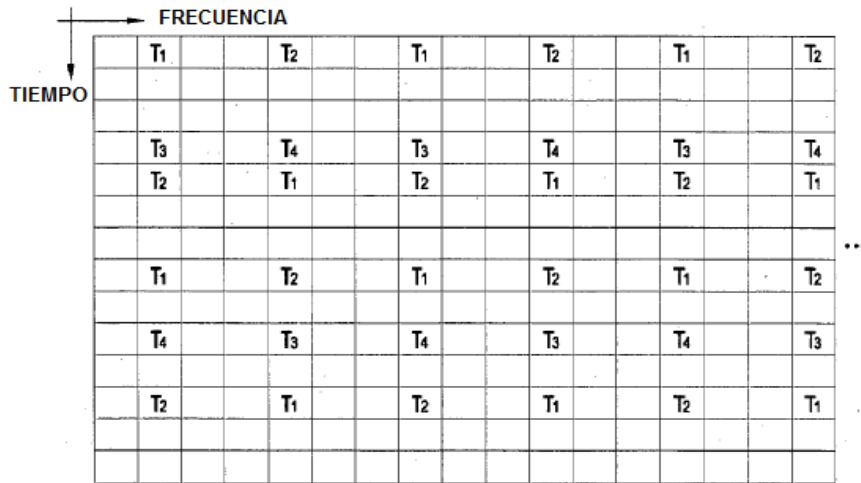 FRECUENCIA
TIEMPO
T1 T2 T1 T2 T1 T2
T3 T4 T3 T4 T3 T4
T2 T1 T2 T1 T2 T1
...
T1 T2 T1 T2 T1 T2
T4 T3 T4 T3 T4 T3
T2 T1 T2 T1 T2 T1